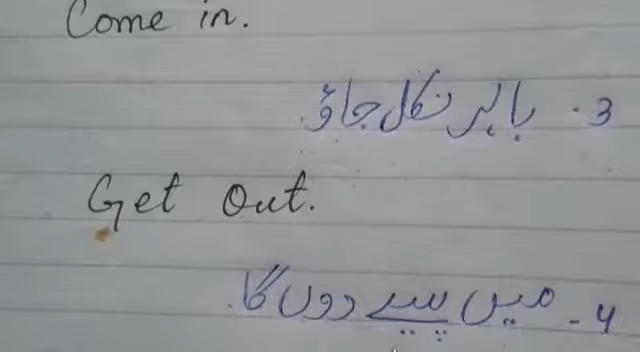 Come in.
3. باہر نکل جاؤ.
Get Out.
4- میں پیسے دوں گا.